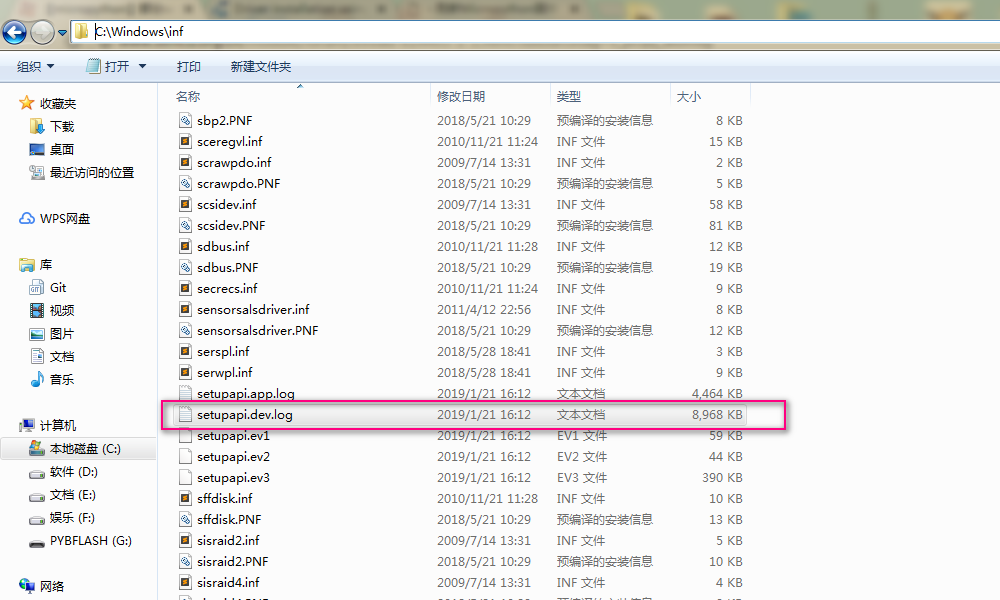 C:\Windows\inf
组织 打开 打印 新建文件夹
名称 修改日期 类型 大小
收藏夹
下载
桌面
最近访问的位置
WPS网盘
库
Git
视频
图片
文档
音乐
计算机
本地磁盘 (C:)
软件 (D:)
文档 (E:)
娱乐 (F:)
PYBFLASH (G:)
网络
sbp2.PNF 2018/5/21 10:29 预编译的安装信息 8 KB
sceregvl.inf 2010/11/21 11:24 INF 文件 15 KB
scrawpdo.inf 2009/7/14 13:31 INF 文件 2 KB
scrawpdo.PNF 2018/5/21 10:29 预编译的安装信息 5 KB
scsidev.inf 2009/7/14 13:31 INF 文件 58 KB
scsidev.PNF 2018/5/21 10:29 预编译的安装信息 81 KB
sdbus.inf 2010/11/21 11:28 INF 文件 12 KB
sdbus.PNF 2018/5/21 10:29 预编译的安装信息 19 KB
secrecs.inf 2010/11/21 11:24 INF 文件 9 KB
sensorsalsdriver.inf 2011/4/12 22:56 INF 文件 8 KB
sensorsalsdriver.PNF 2018/5/21 10:29 预编译的安装信息 12 KB
serspl.inf 2018/5/28 18:41 INF 文件 3 KB
serwpl.inf 2018/5/28 18:41 INF 文件 9 KB
setupapi.app.log 2019/1/21 16:12 文本文档 4,464 KB
setupapi.dev.log 2019/1/21 16:12 文本文档 8,968 KB
setupapi.ev1 2019/1/21 16:12 EV1 文件 59 KB
setupapi.ev2 2019/1/21 16:12 EV2 文件 44 KB
setupapi.ev3 2019/1/21 16:12 EV3 文件 390 KB
sffdisk.inf 2010/11/21 11:28 INF 文件 10 KB
sffdisk.PNF 2018/5/21 10:29 预编译的安装信息 13 KB
sisraid2.inf 2009/7/14 13:31 INF 文件 5 KB
sisraid2.PNF 2018/5/21 10:29 预编译的安装信息 10 KB
sisraid4.inf 2009/7/14 13:31 INF 文件 4 KB